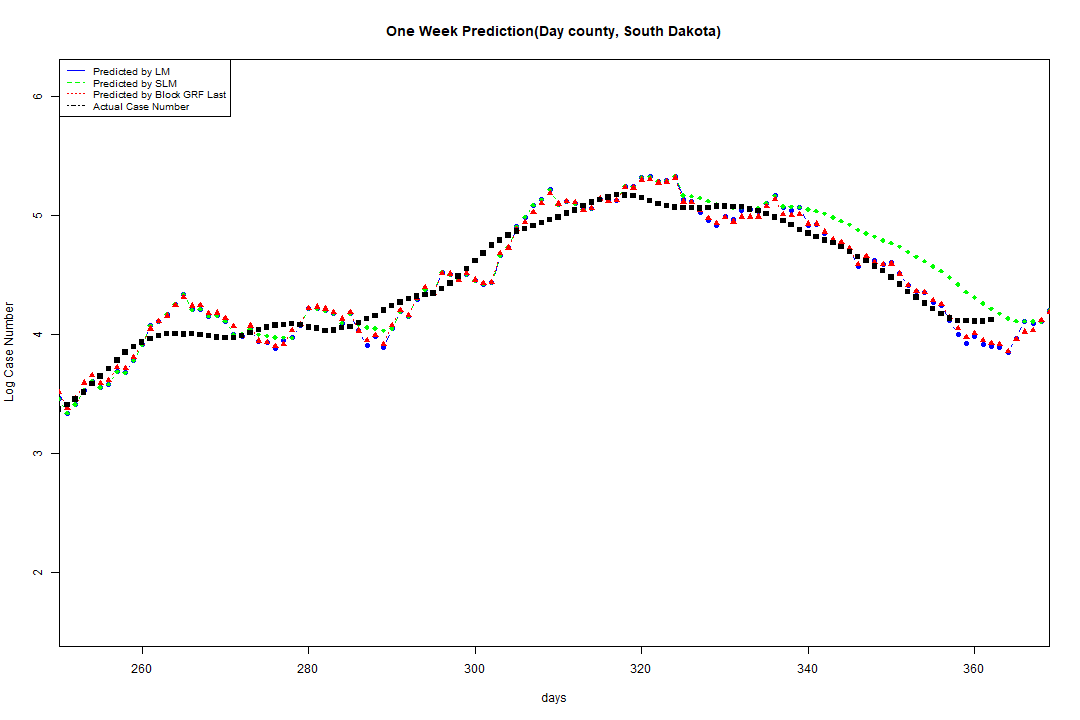 One Week Prediction(Day county, South Dakota)
Predicted by LM
Predicted by SLM
Predicted by Block GRF Last
Actual Case Number
6
5
4
3
2
Log Case Number
260 280 300 320 340 360
days